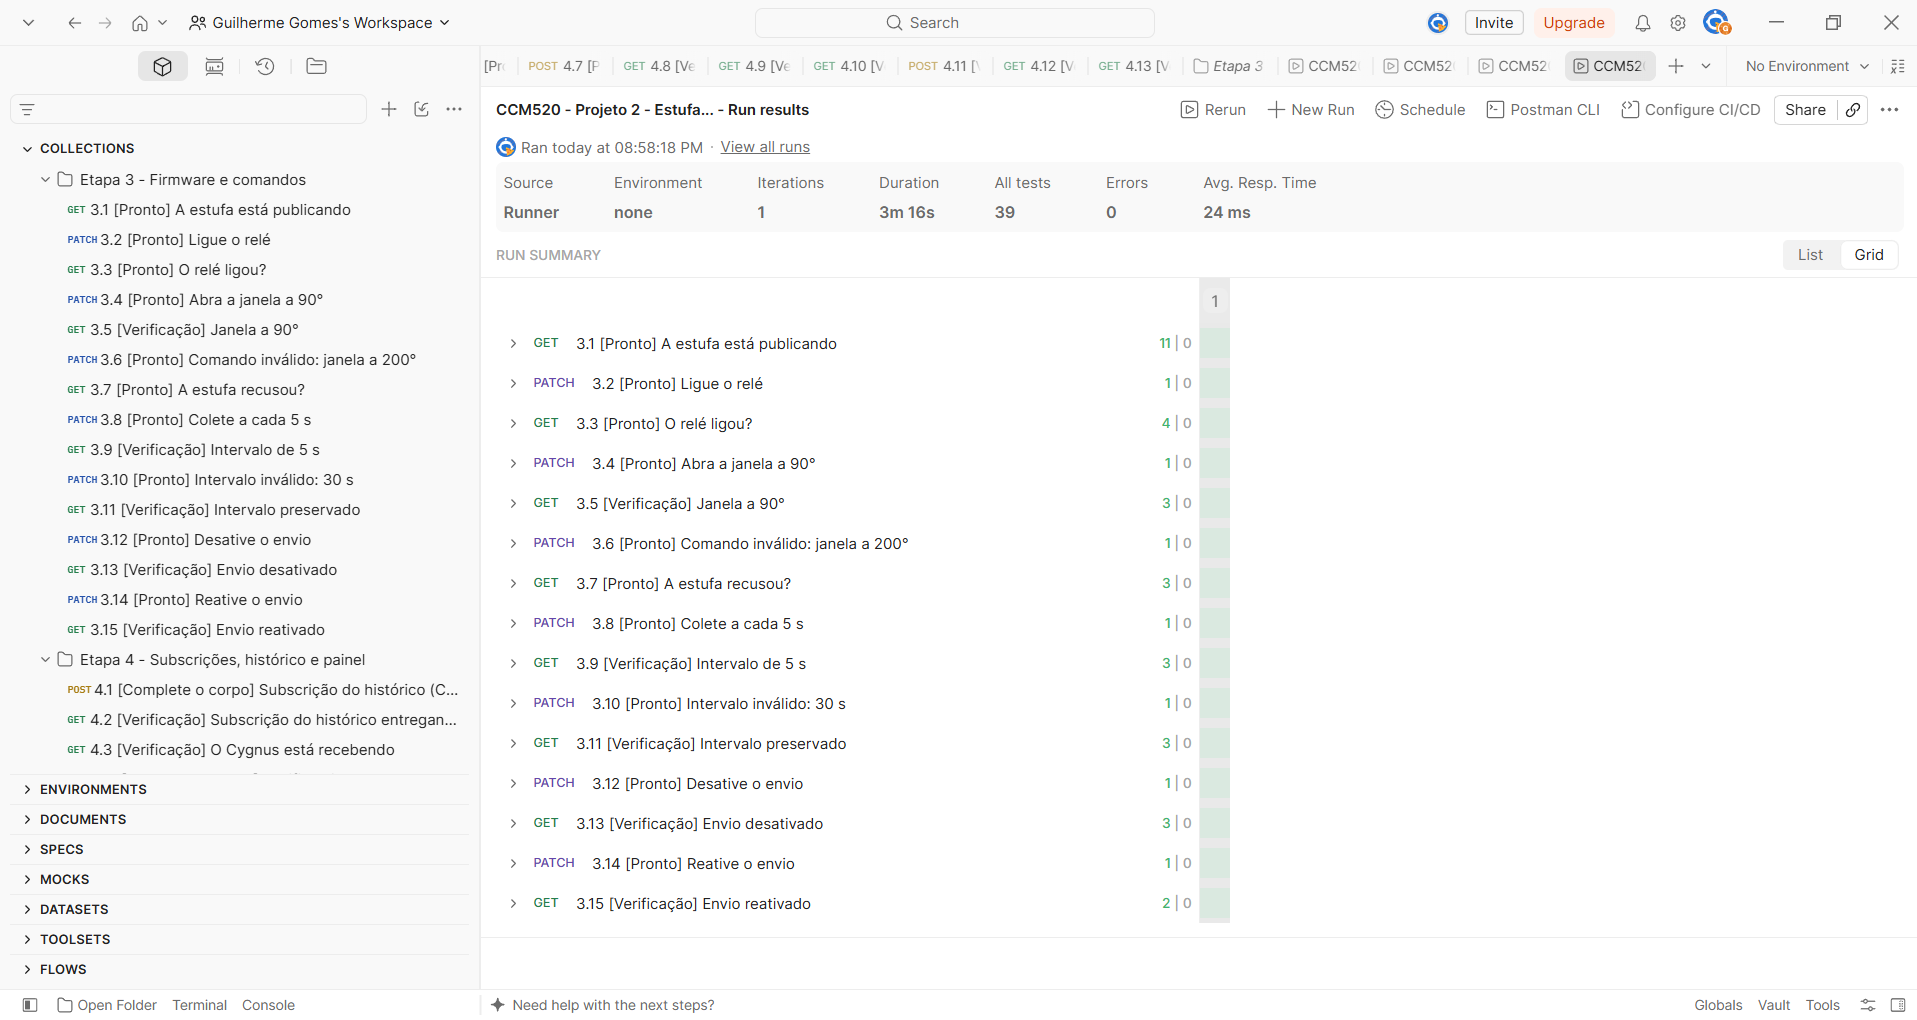 Guilherme Gomes's Workspace
Search
Invite
Upgrade
[Pr
POST 4.7 [P
GET 4.8 [Ve
GET 4.9 [Ve
GET 4.10 [V
POST 4.11 [
GET 4.12 [V
GET 4.13 [V
Etapa 3
CCM52
CCM52
CCM52
CCM52
No Environment
COLLECTIONS
Etapa 3 - Firmware e comandos
GET 3.1 [Pronto] A estufa está publicando
PATCH 3.2 [Pronto] Ligue o relé
GET 3.3 [Pronto] O relé ligou?
PATCH 3.4 [Pronto] Abra a janela a 90°
GET 3.5 [Verificação] Janela a 90°
PATCH 3.6 [Pronto] Comando inválido: janela a 200°
GET 3.7 [Pronto] A estufa recusou?
PATCH 3.8 [Pronto] Colete a cada 5 s
GET 3.9 [Verificação] Intervalo de 5 s
PATCH 3.10 [Pronto] Intervalo inválido: 30 s
GET 3.11 [Verificação] Intervalo preservado
PATCH 3.12 [Pronto] Desative o envio
GET 3.13 [Verificação] Envio desativado
PATCH 3.14 [Pronto] Reative o envio
GET 3.15 [Verificação] Envio reativado
Etapa 4 - Subscrições, histórico e painel
POST 4.1 [Complete o corpo] Subscrição do histórico (C...
GET 4.2 [Verificação] Subscrição do histórico entregan...
GET 4.3 [Verificação] O Cygnus está recebendo
ENVIRONMENTS
DOCUMENTS
SPECS
MOCKS
DATASETS
TOOLSETS
FLOWS
CCM520 - Projeto 2 - Estufa... - Run results
Rerun
New Run
Schedule
Postman CLI
Configure CI/CD
Share
Ran today at 08:58:18 PM · View all runs
Source Environment Iterations Duration All tests Errors Avg. Resp. Time
Runner none 1 3m 16s 39 0 24 ms
RUN SUMMARY
List Grid
1
GET 3.1 [Pronto] A estufa está publicando 11 | 0
PATCH 3.2 [Pronto] Ligue o relé 1 | 0
GET 3.3 [Pronto] O relé ligou? 4 | 0
PATCH 3.4 [Pronto] Abra a janela a 90° 1 | 0
GET 3.5 [Verificação] Janela a 90° 3 | 0
PATCH 3.6 [Pronto] Comando inválido: janela a 200° 1 | 0
GET 3.7 [Pronto] A estufa recusou? 3 | 0
PATCH 3.8 [Pronto] Colete a cada 5 s 1 | 0
GET 3.9 [Verificação] Intervalo de 5 s 3 | 0
PATCH 3.10 [Pronto] Intervalo inválido: 30 s 1 | 0
GET 3.11 [Verificação] Intervalo preservado 3 | 0
PATCH 3.12 [Pronto] Desative o envio 1 | 0
GET 3.13 [Verificação] Envio desativado 3 | 0
PATCH 3.14 [Pronto] Reative o envio 1 | 0
GET 3.15 [Verificação] Envio reativado 2 | 0
Open Folder
Terminal
Console
Need help with the next steps?
Globals
Vault
Tools